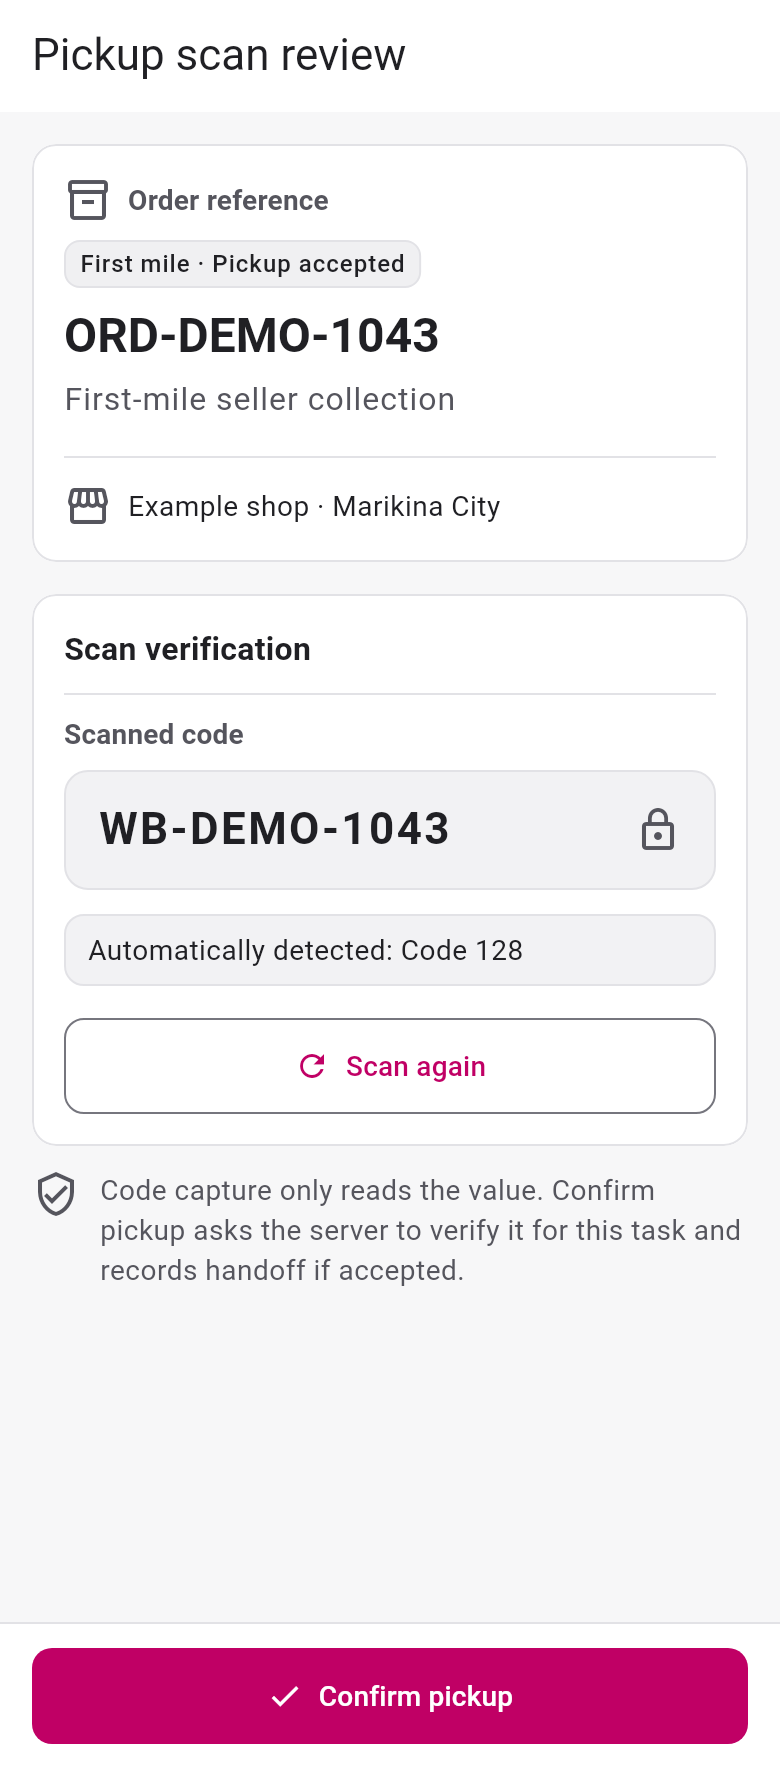 Pickup scan review
Order reference
First mile · Pickup accepted
ORD-DEMO-1043
First-mile seller collection
Example shop · Marikina City
Scan verification
Scanned code
WB-DEMO-1043
Automatically detected: Code 128
Scan again
Code capture only reads the value. Confirm
pickup asks the server to verify it for this task and
records handoff if accepted.
Confirm pickup